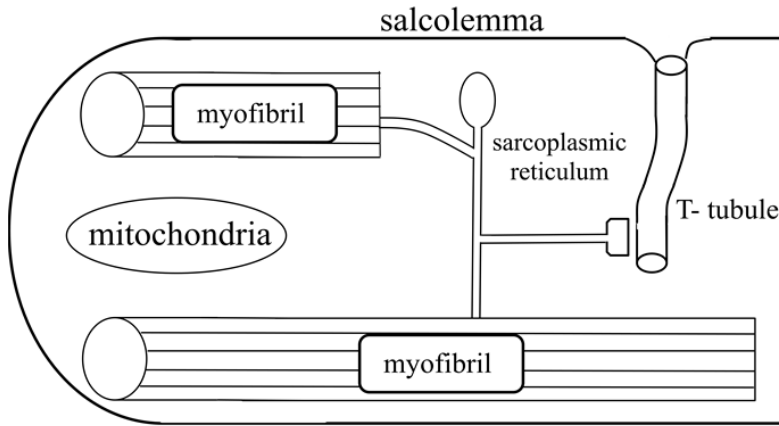 salcolemma
myofibril
sarcoplasmic
reticulum
T- tubule
mitochondria
myofibril